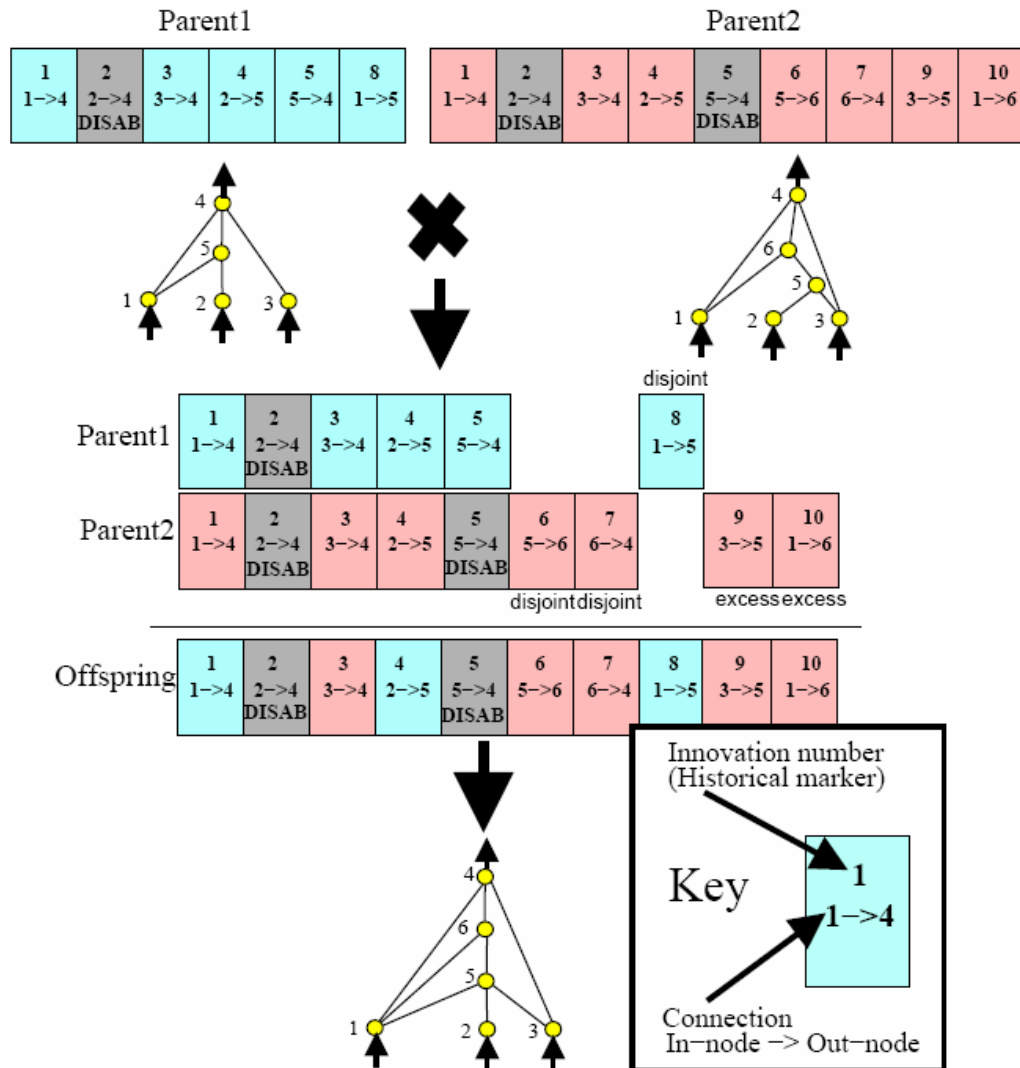 Parent1 Parent2
1 2 3 4 5 8 1 2 3 4 5 6 7 9 10
1->4 2->4 3->4 2->5 5->4 1->5 1->4 2->4 3->4 2->5 5->4 5->6 6->4 3->5 1->6
DISAB DISAB DISAB
4 4
5 6
5
1 2 3 1 2 3
disjoint
Parent1
1 2 3 4 5 8
1->4 2->4 3->4 2->5 5->4 1->5
DISAB
Parent2
1 2 3 4 5 6 7 9 10
1->4 2->4 3->4 2->5 5->4 5->6 6->4 3->5 1->6
DISAB DISAB
disjoint disjoint excess excess
Offspring
1 2 3 4 5 6 7 8 9 10
1->4 2->4 3->4 2->5 5->4 5->6 6->4 1->5 3->5 1->6
DISAB DISAB
4
6
5
1 2 3
Innovation number
(Historical marker)
Key
1
1->4
Connection
In-node -> Out-node